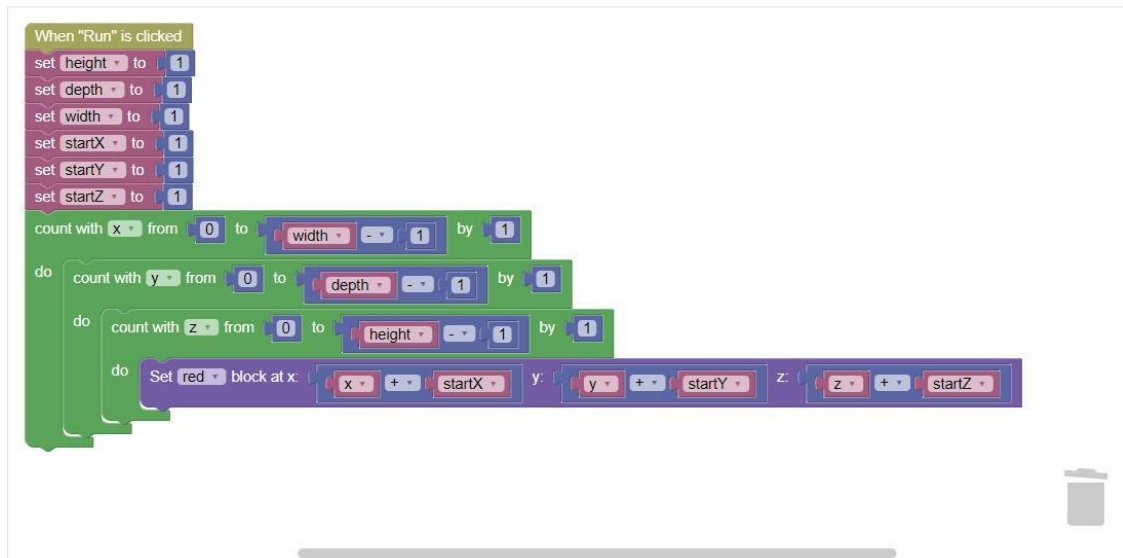 When "Run" is clicked
set height to 1
set depth to 1
set width to 1
set startX to 1
set startY to 1
set startZ to 1
count with x from 0 to width - 1 by 1
do count with y from 0 to depth - 1 by 1
do count with z from 0 to height - 1 by 1
do Set red block at x: x + startX y: y + startY z: z + startZ